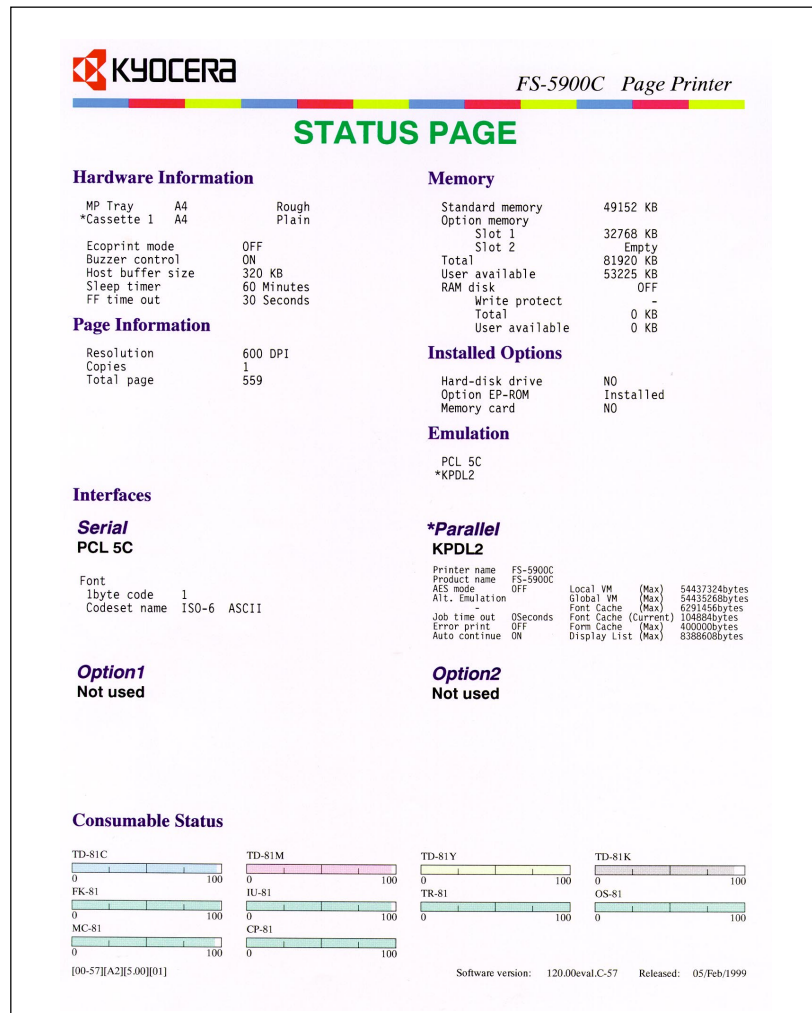 KYOCERA
FS-5900C Page Printer
STATUS PAGE
Hardware Information
MP Tray A4 Rough
*Cassette 1 A4 Plain
Ecoprint mode OFF
Buzzer control ON
Host buffer size 320 KB
Sleep timer 60 Minutes
FF time out 30 Seconds
Page Information
Resolution 600 DPI
Copies 1
Total page 559
Memory
Standard memory 49152 KB
Option memory
Slot 1 32768 KB
Slot 2 Empty
Total 81920 KB
User available 53225 KB
RAM disk OFF
Write protect -
Total 0 KB
User available 0 KB
Installed Options
Hard-disk drive NO
Option EP-ROM Installed
Memory card NO
Emulation
PCL 5C
*KPDL2
Interfaces
Serial
PCL 5C
Font
1byte code 1
Codeset name ISO-6 ASCII
*Parallel
KPDL2
Printer name FS-5900C
Product name FS-5900C
AES mode OFF Local VM (Max) 54437324bytes
Alt. Emulation Global VM (Max) 54435268bytes
- Font Cache (Max) 6291456bytes
Job time out 0Seconds Font Cache (Current) 104884bytes
Error print OFF Form Cache (Max) 400000bytes
Auto continue ON Display List (Max) 8388608bytes
Option1
Not used
Option2
Not used
Consumable Status
TD-81C TD-81M TD-81Y TD-81K
0 100 0 100 0 100 0 100
FK-81 IU-81 TR-81 OS-81
0 100 0 100 0 100 0 100
MC-81 CP-81
0 100 0 100
[00-57][A2][5.00][01] Software version: 120.00eval.C-57 Released: 05/Feb/1999